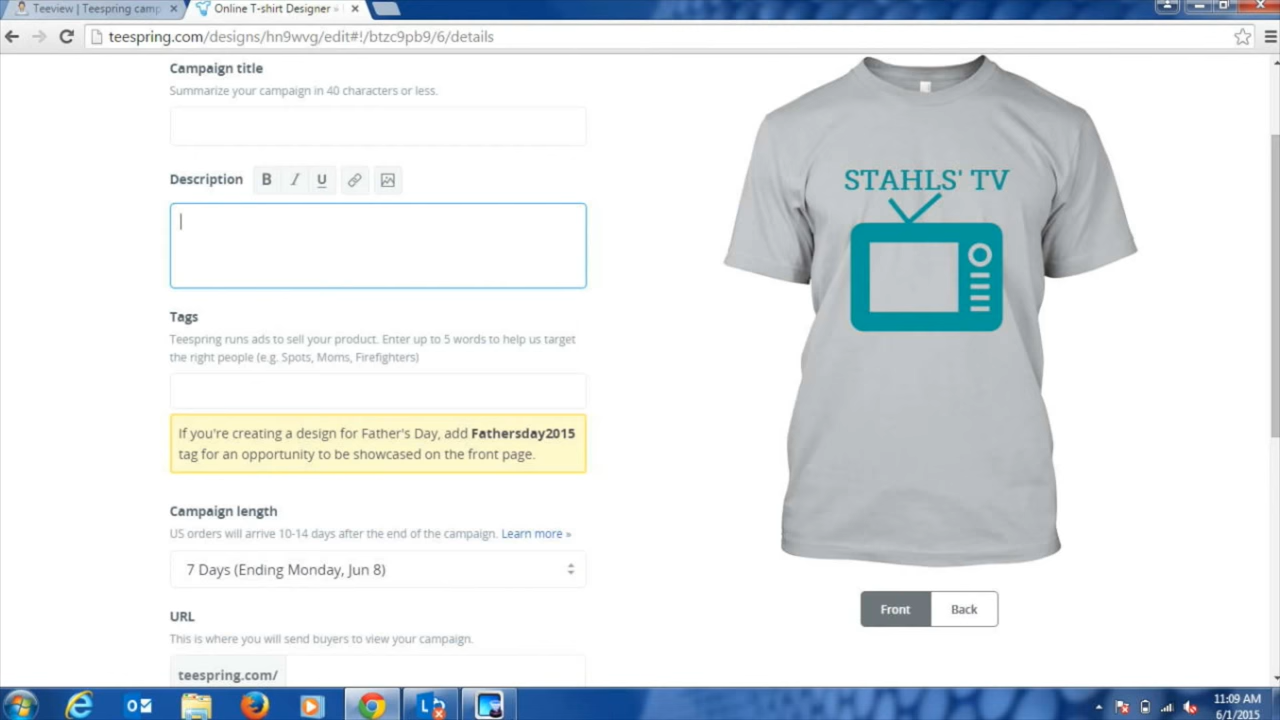 Teeview | Teespring camp
Online T-shirt Designer
teespring.com/designs/hn9wvg/edit#!/btzc9pb9/6/details
Campaign title
Summarize your campaign in 40 characters or less.
Description B I U
Tags
Teespring runs ads to sell your product. Enter up to 5 words to help us target
the right people (e.g. Spots, Moms, Firefighters)
If you're creating a design for Father's Day, add Fathersday2015
tag for an opportunity to be showcased on the front page.
Campaign length
US orders will arrive 10-14 days after the end of the campaign. Learn more »
7 Days (Ending Monday, Jun 8)
URL
This is where you will send buyers to view your campaign.
teespring.com/
STAHLS' TV
Front Back
11:09 AM
6/1/2015